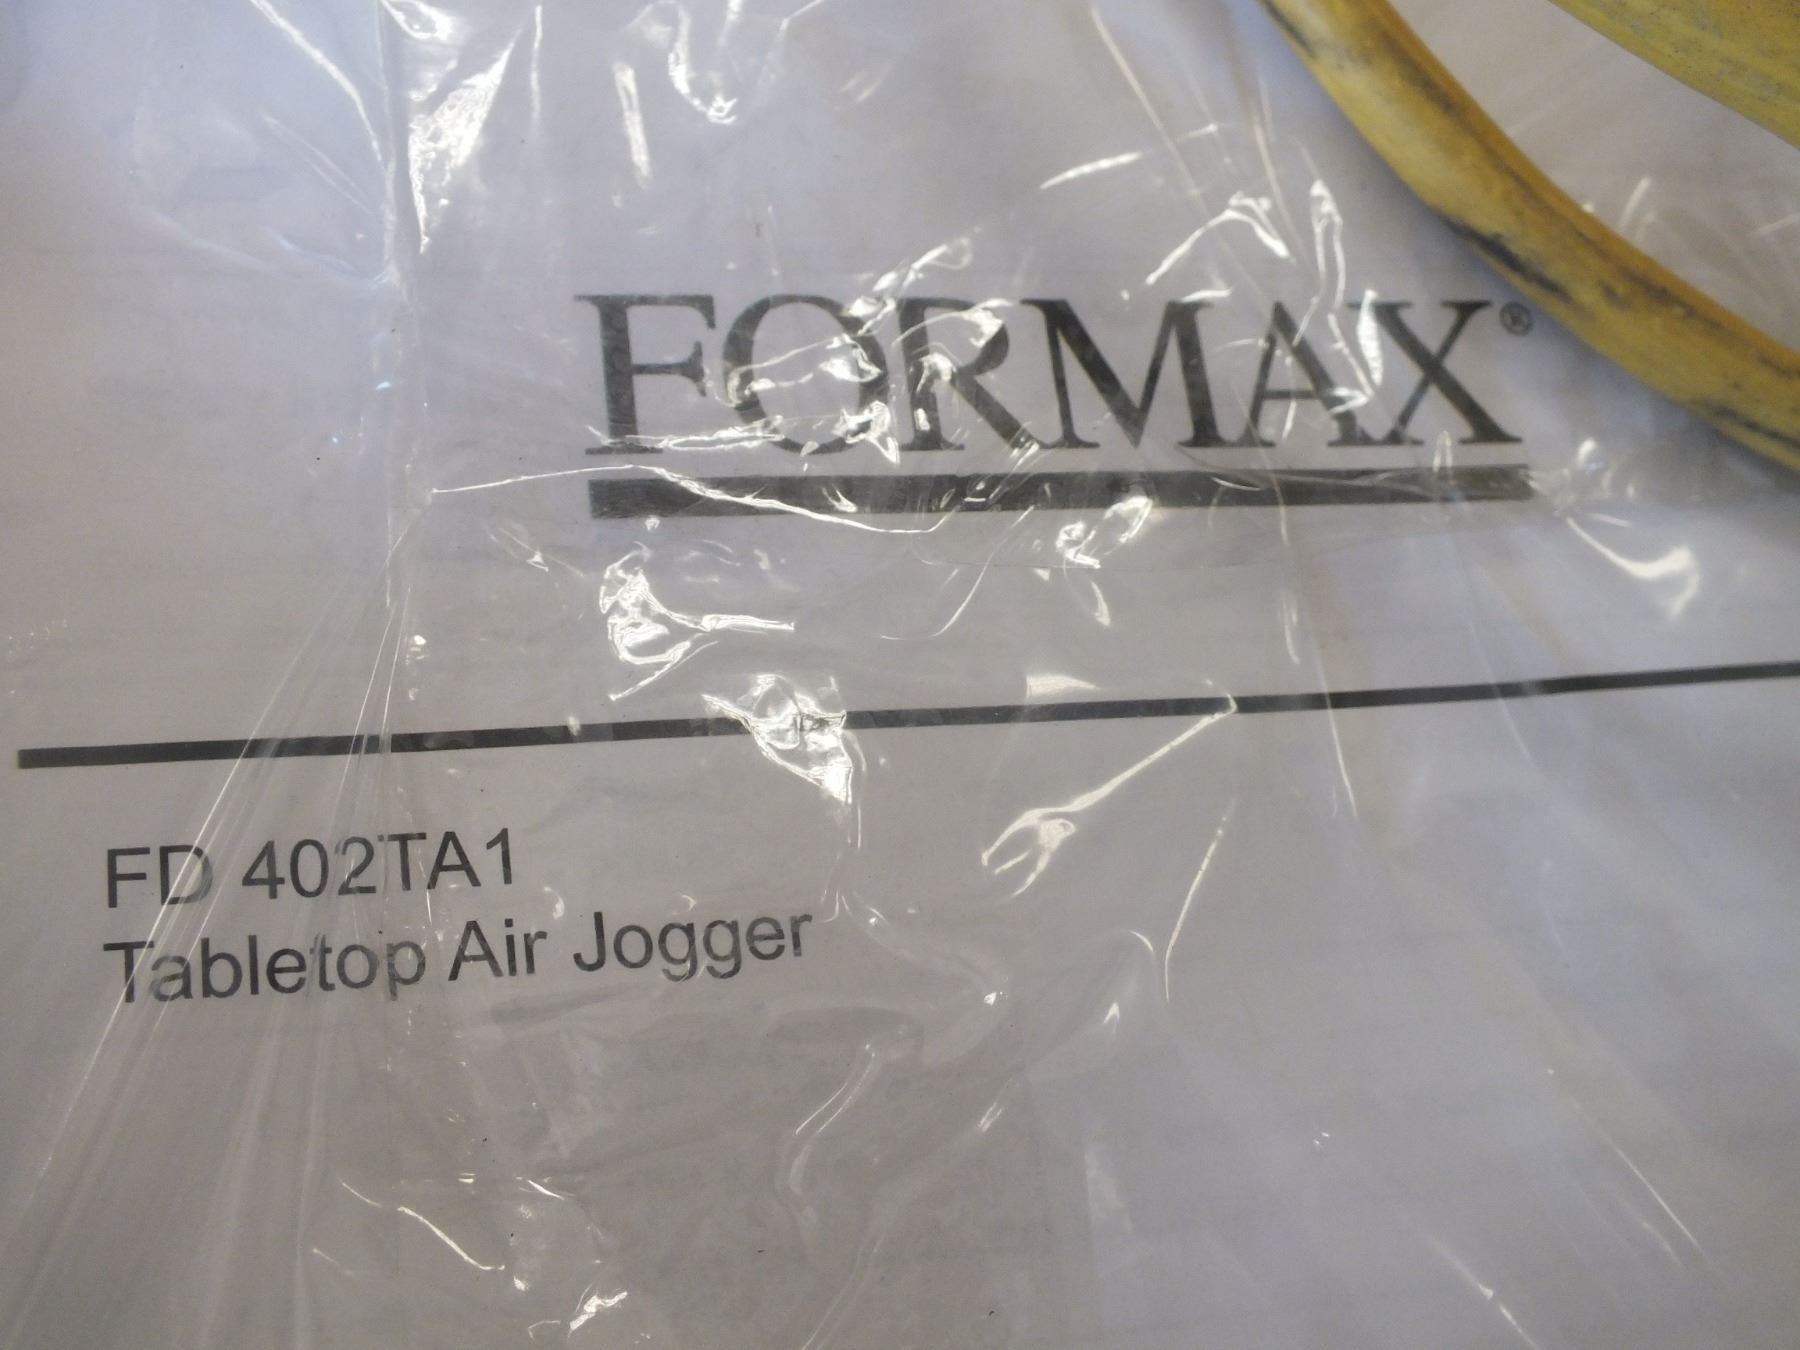 FORMAX®
FD 402TA1
Tabletop Air Jogger